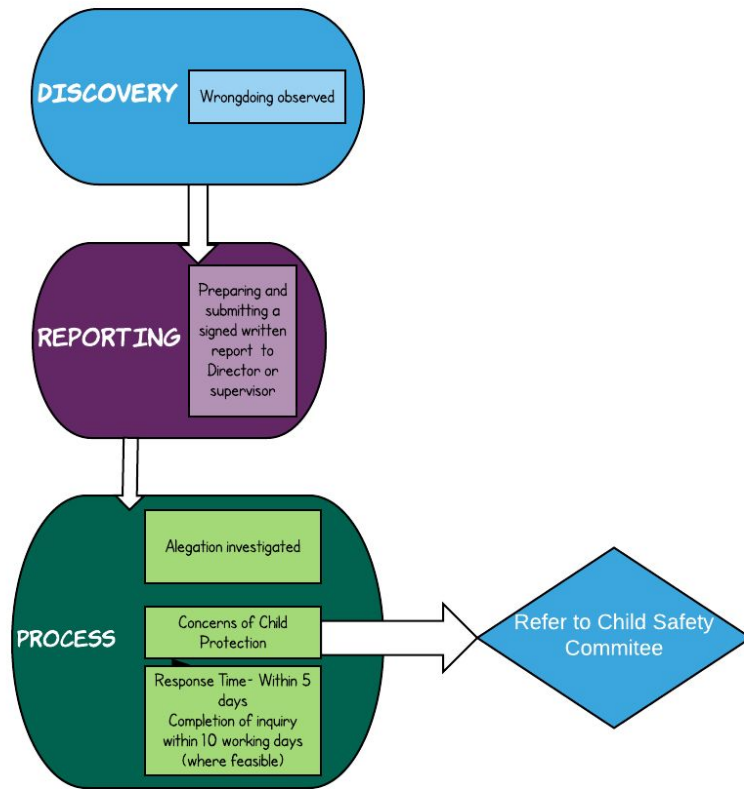 DISCOVERY
Wrongdoing observed
REPORTING
Preparing and
submitting a
signed written
report to
Director or
supervisor
Alegation investigated
PROCESS
Concerns of Child
Protection
Refer to Child Safety
Commitee
Response Time- Within 5
days
Completion of inquiry
within 10 working days
(where feasible)